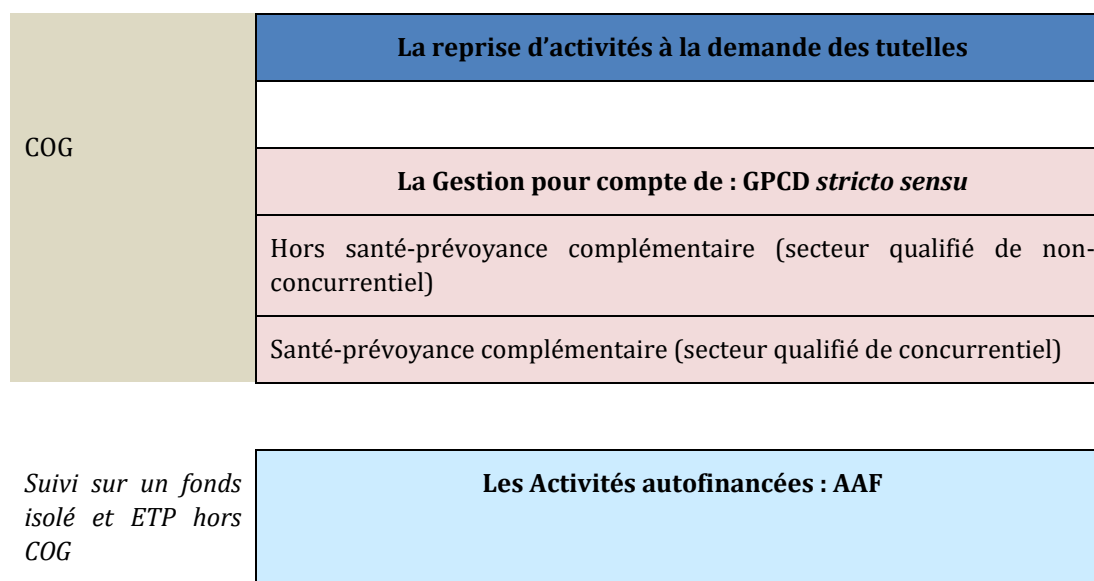 La reprise d’activités à la demande des tutelles
COG
La Gestion pour compte de : GPCD stricto sensu
Hors santé-prévoyance complémentaire (secteur qualifié de non-
concurrentiel)
Santé-prévoyance complémentaire (secteur qualifié de concurrentiel)
Suivi sur un fonds
isolé et ETP hors
COG
Les Activités autofinancées : AAF